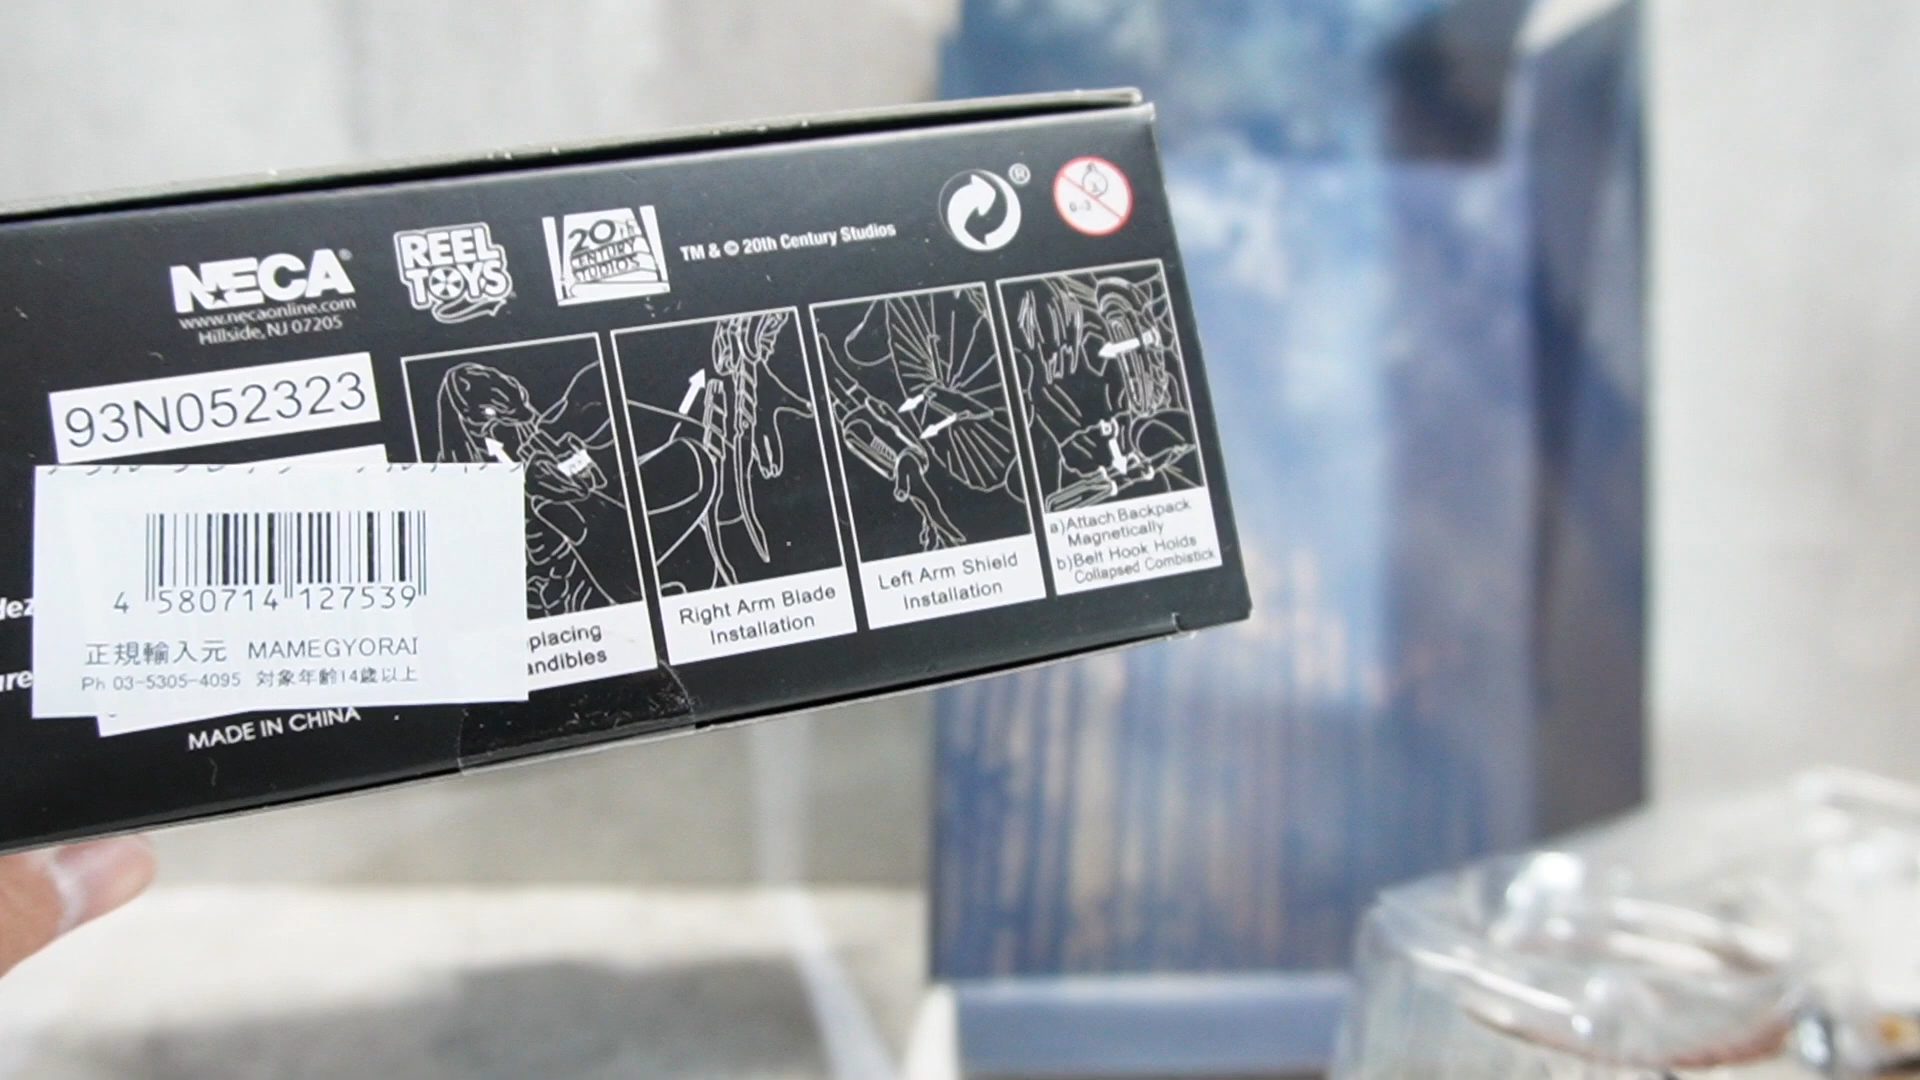 NECA®
www.necaonline.com
Hillside, NJ 07205
REEL
TOYS
20TH
CENTURY
STUDIOS
TM & © 20th Century Studios
®
0-3
93N052323
4 580714 127539
正規輸入元 MAMEGYORAI
Ph 03-5305-4095 対象年齢14歳以上
MADE IN CHINA
placing
andibles
Right Arm Blade
Installation
Left Arm Shield
Installation
a)Attach Backpack
Magnetically
b)Belt Hook Holds
Collapsed Combistick